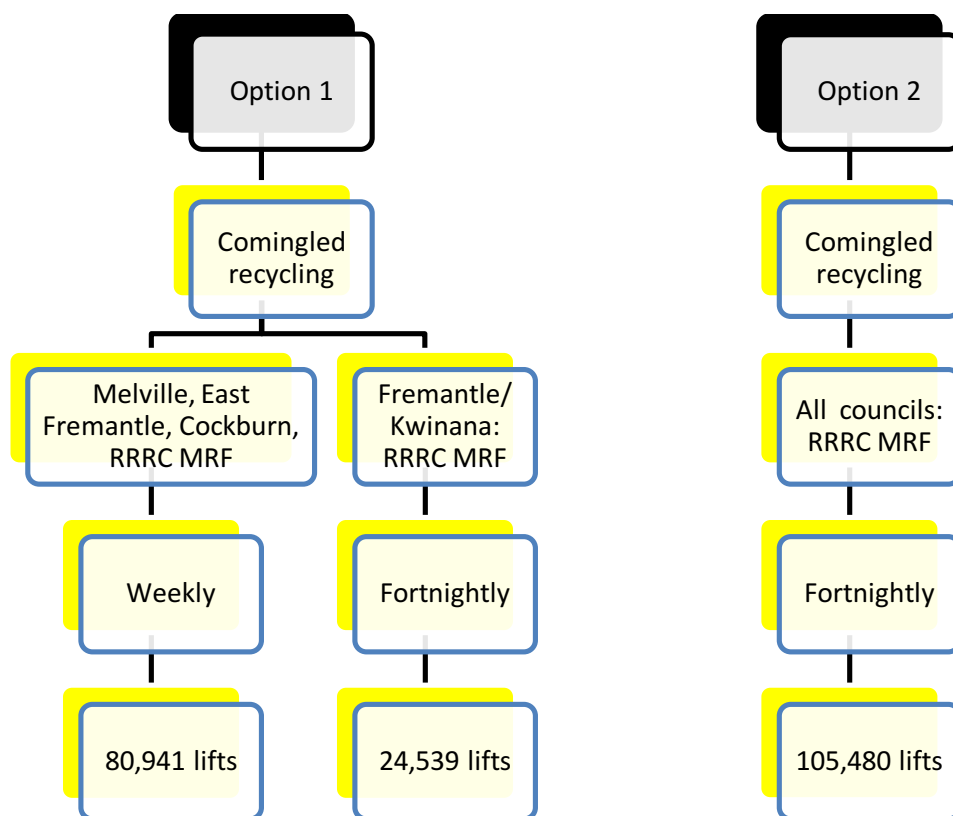 Option 1
Comingled
recycling
Melville, East
Fremantle, Cockburn,
RRRC MRF
Weekly
80,941 lifts
Fremantle/
Kwinana:
RRRC MRF
Fortnightly
24,539 lifts
Option 2
Comingled
recycling
All councils:
RRRC MRF
Fortnightly
105,480 lifts